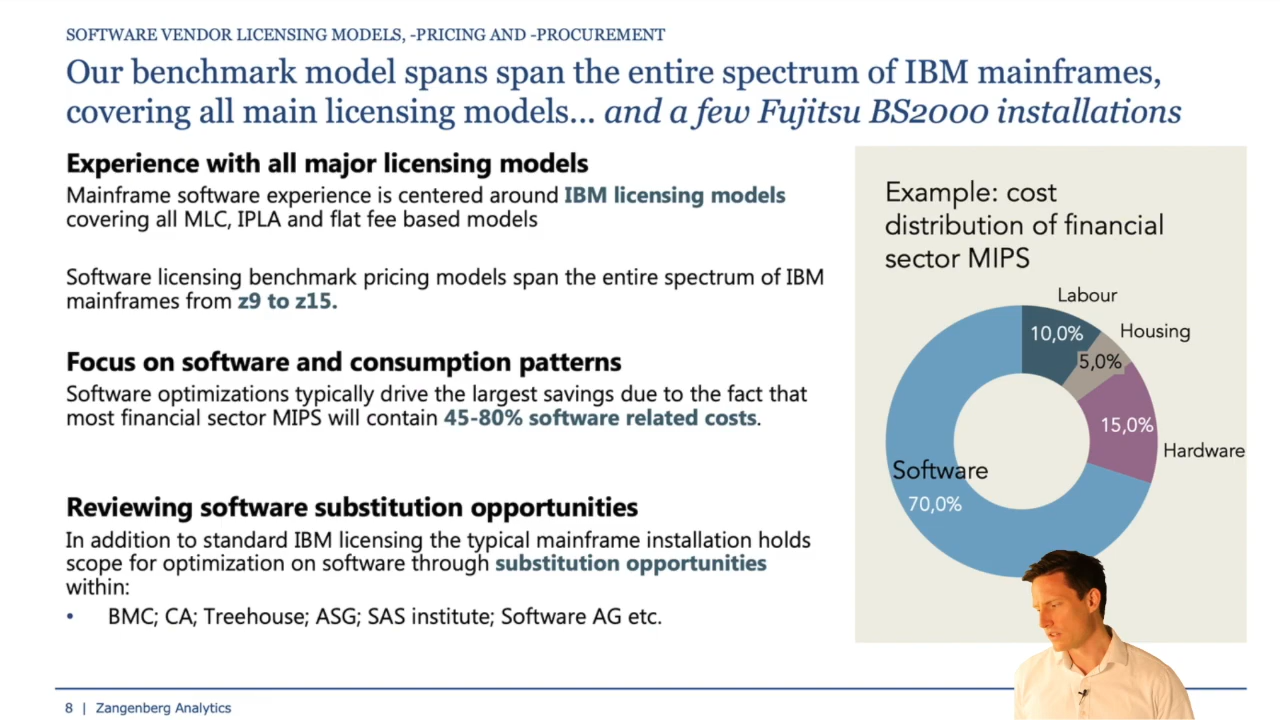 SOFTWARE VENDOR LICENSING MODELS, -PRICING AND -PROCUREMENT
Our benchmark model spans span the entire spectrum of IBM mainframes,
covering all main licensing models... and a few Fujitsu BS2000 installations
Experience with all major licensing models
Mainframe software experience is centered around IBM licensing models
covering all MLC, IPLA and flat fee based models
Software licensing benchmark pricing models span the entire spectrum of IBM
mainframes from z9 to z15.
Focus on software and consumption patterns
Software optimizations typically drive the largest savings due to the fact that
most financial sector MIPS will contain 45-80% software related costs.
Reviewing software substitution opportunities
In addition to standard IBM licensing the typical mainframe installation holds
scope for optimization on software through substitution opportunities
within:
• BMC; CA; Treehouse; ASG; SAS institute; Software AG etc.
Example: cost
distribution of financial
sector MIPS
Labour
10,0%
Housing
5,0%
15,0%
Hardware
Software
70,0%
8 | Zangenberg Analytics